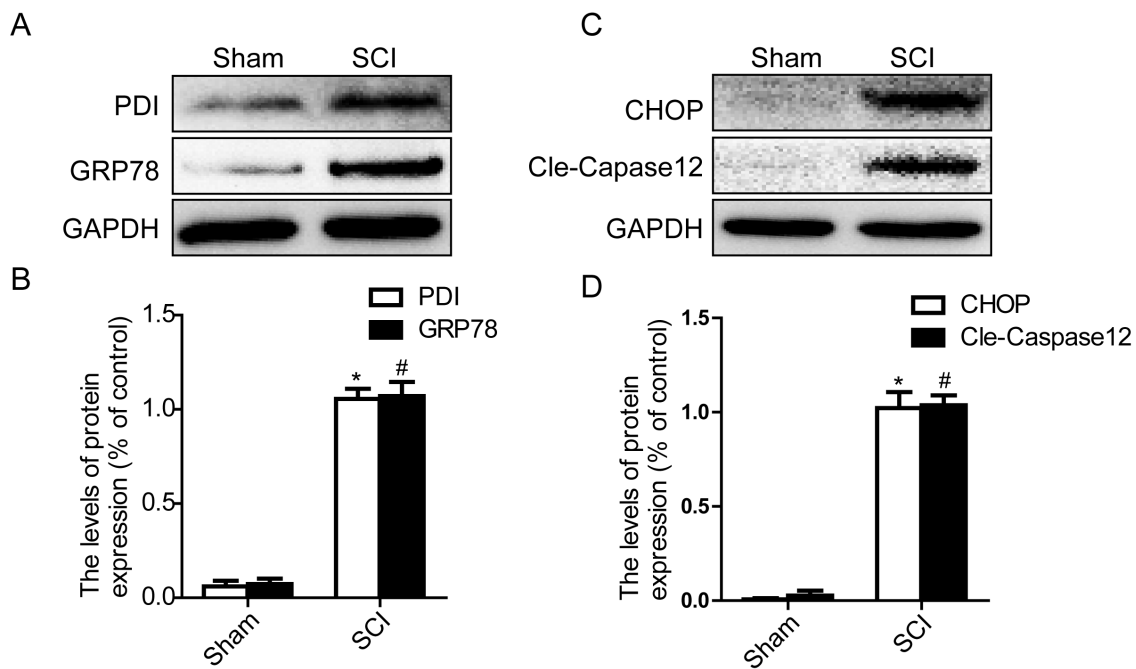 A
Sham SCI
PDI
GRP78
GAPDH
B
PDI
GRP78
The levels of protein
expression (% of control)
1.5
1.0
0.5
0.0
Sham
SCI
*
#
C
Sham SCI
CHOP
Cle-Capase12
GAPDH
D
CHOP
Cle-Caspase12
The levels of protein
expression (% of control)
1.5
1.0
0.5
0.0
Sham
SCI
*
#